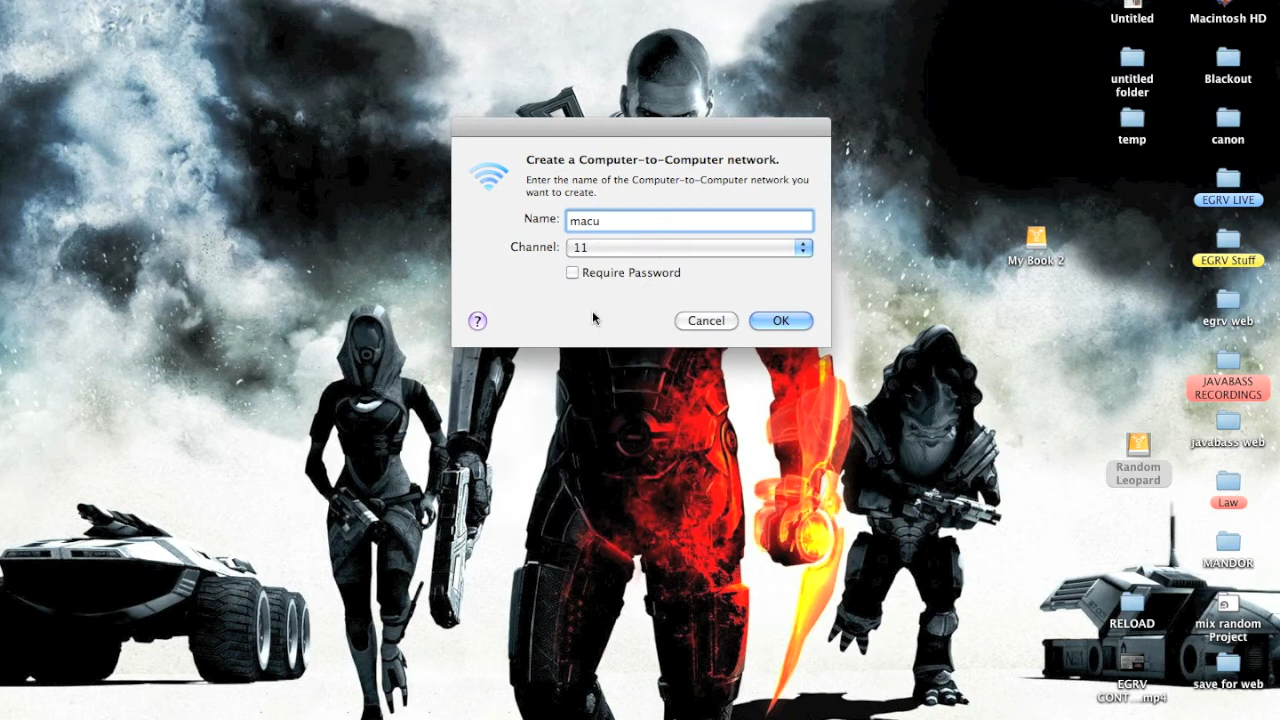 Create a Computer-to-Computer network.
Enter the name of the Computer-to-Computer network you
want to create.
Name: macu
Channel: 11
Require Password
?
Cancel
OK
Untitled
Macintosh HD
untitled
folder
Blackout
temp
canon
EGRV LIVE
My Book 2
EGRV Stuff
egrv web
JAVABASS
RECORDINGS
javabass web
Random
Leopard
Law
MANDOR
RELOAD
mix random
Project
EGRV
CONT....mp4
save for web